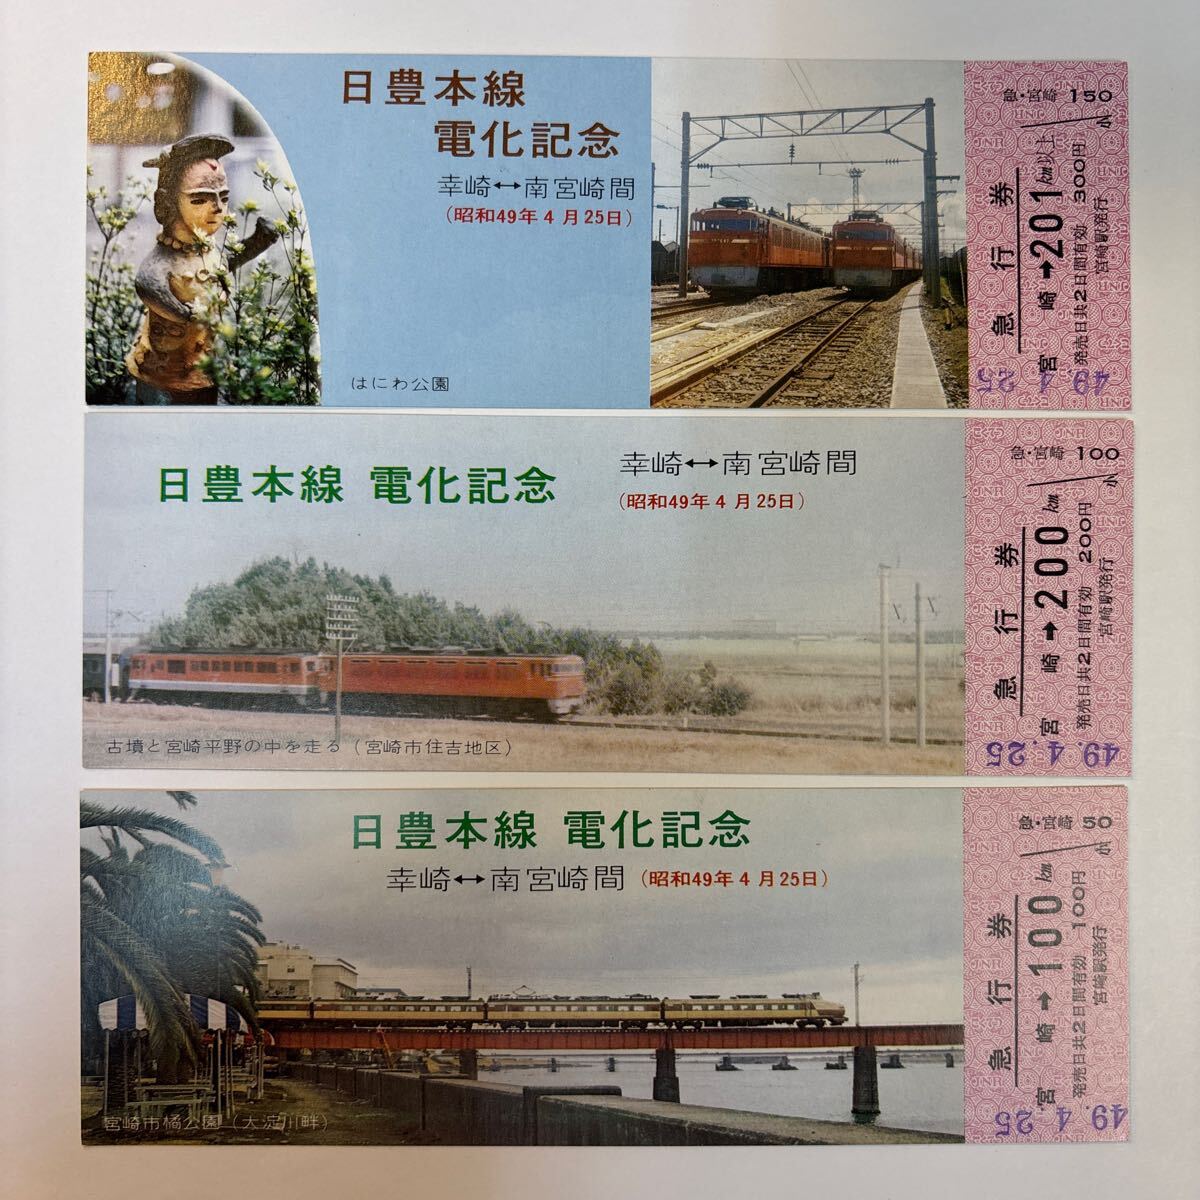 日豊本線
電化記念
幸崎↔南宮崎間
(昭和49年4月25日)
はにわ公園
急・宮崎 150
急行券
宮崎➜201km以上
小
発売日共2日間有効 300円
宮崎駅発行
49.4.25
日豊本線 電化記念
幸崎↔南宮崎間
(昭和49年4月25日)
古墳と宮崎平野の中を走る(宮崎市住吉地区)
急・宮崎 100
急行券
宮崎➜200km
小
発売日共2日間有効 200円
宮崎駅発行
49.4.25
日豊本線 電化記念
幸崎↔南宮崎間 (昭和49年4月25日)
宮崎市橘公園(大淀川畔)
急・宮崎 50
急行券
宮崎➜100km
小
発売日共2日間有効 100円
宮崎駅発行
49.4.25